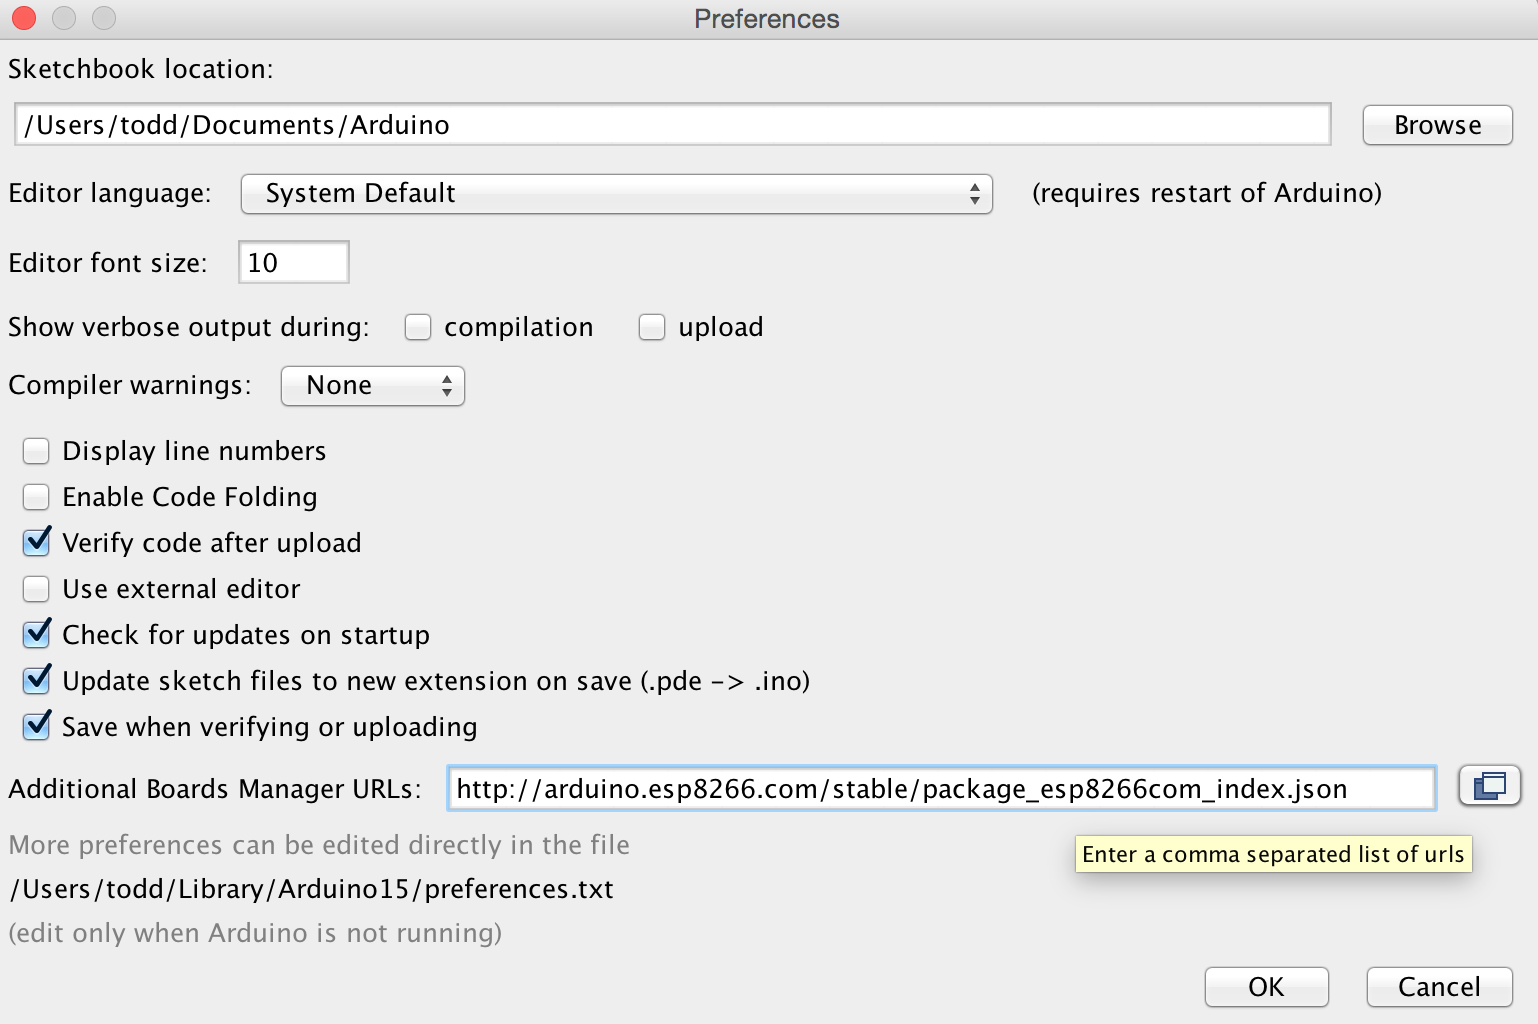 Preferences
Sketchbook location:
/Users/todd/Documents/Arduino
Browse
Editor language: System Default (requires restart of Arduino)
Editor font size: 10
Show verbose output during: compilation upload
Compiler warnings: None
Display line numbers
Enable Code Folding
Verify code after upload
Use external editor
Check for updates on startup
Update sketch files to new extension on save (.pde -> .ino)
Save when verifying or uploading
Additional Boards Manager URLs: http://arduino.esp8266.com/stable/package_esp8266com_index.json
More preferences can be edited directly in the file
Enter a comma separated list of urls
/Users/todd/Library/Arduino15/preferences.txt
(edit only when Arduino is not running)
OK Cancel